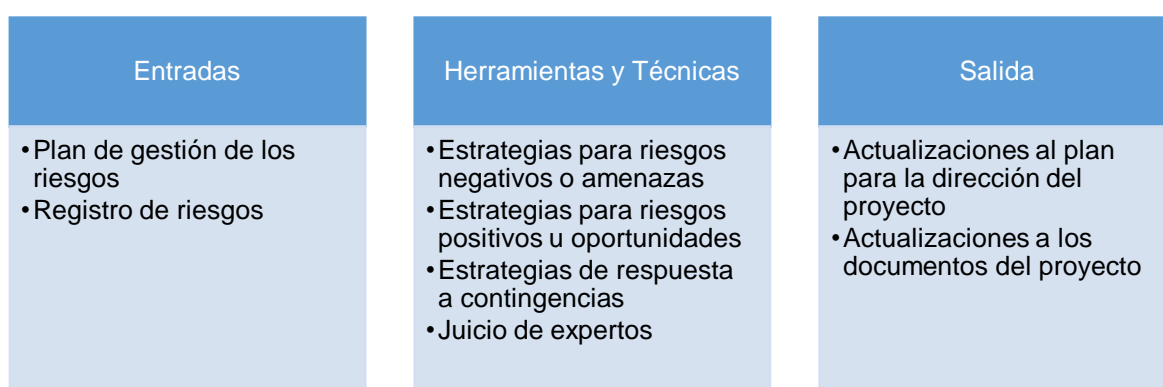 Entradas
•Plan de gestión de los
riesgos
•Registro de riesgos
Herramientas y Técnicas
•Estrategias para riesgos
negativos o amenazas
•Estrategias para riesgos
positivos u oportunidades
•Estrategias de respuesta
a contingencias
•Juicio de expertos
Salida
•Actualizaciones al plan
para la dirección del
proyecto
•Actualizaciones a los
documentos del proyecto